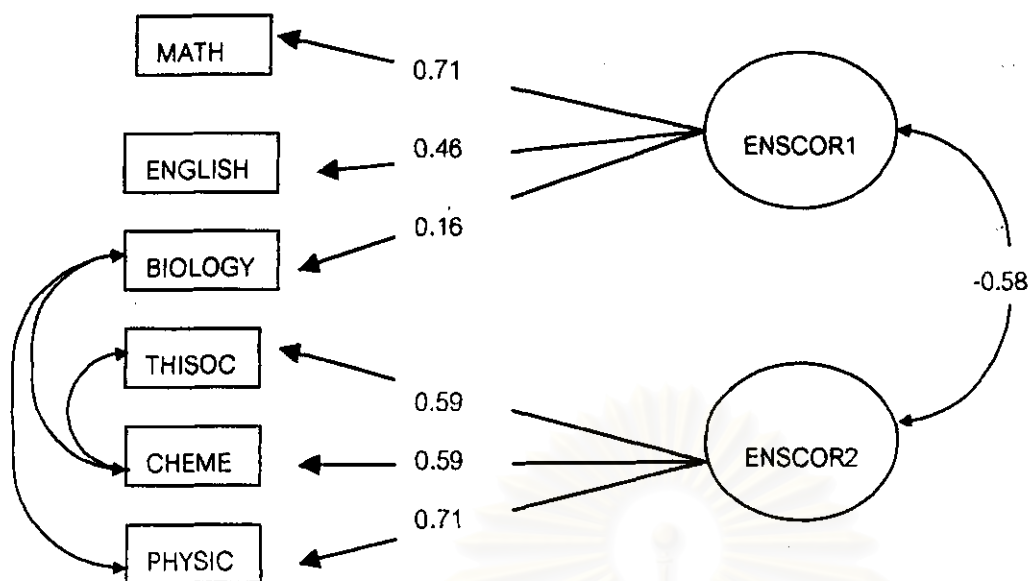 MATH
0.71
ENSCOR1
ENGLISH
0.46
0.16
BIOLOGY
-0.58
THISOC
0.59
CHEME
0.59
ENSCOR2
0.71
PHYSIC